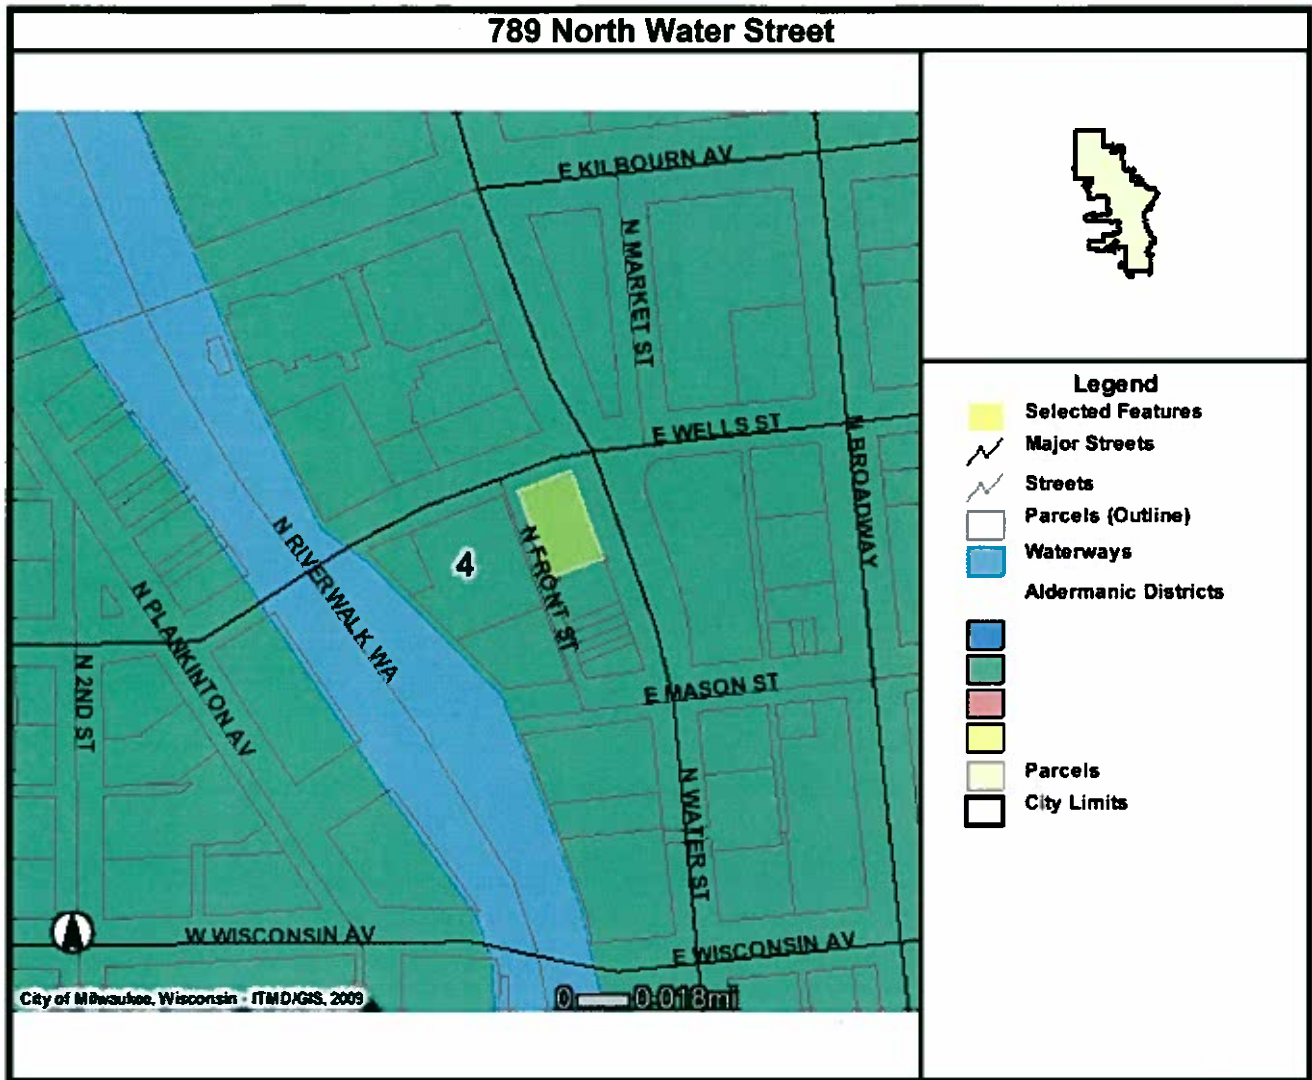 789 North Water Street
E KILBOURN AV
N MARKET ST
E WELLS ST
N BROADWAY
N RIVERWALK WA
4
N FRONT ST
N PLANKINTON AV
N 2ND ST
E MASON ST
N WATER ST
W WISCONSIN AV
E WISCONSIN AV
City of Milwaukee, Wisconsin - ITMD/GIS, 2009
0 0.018mi
Legend
Selected Features
Major Streets
Streets
Parcels (Outline)
Waterways
Aldermanic Districts
Parcels
City Limits